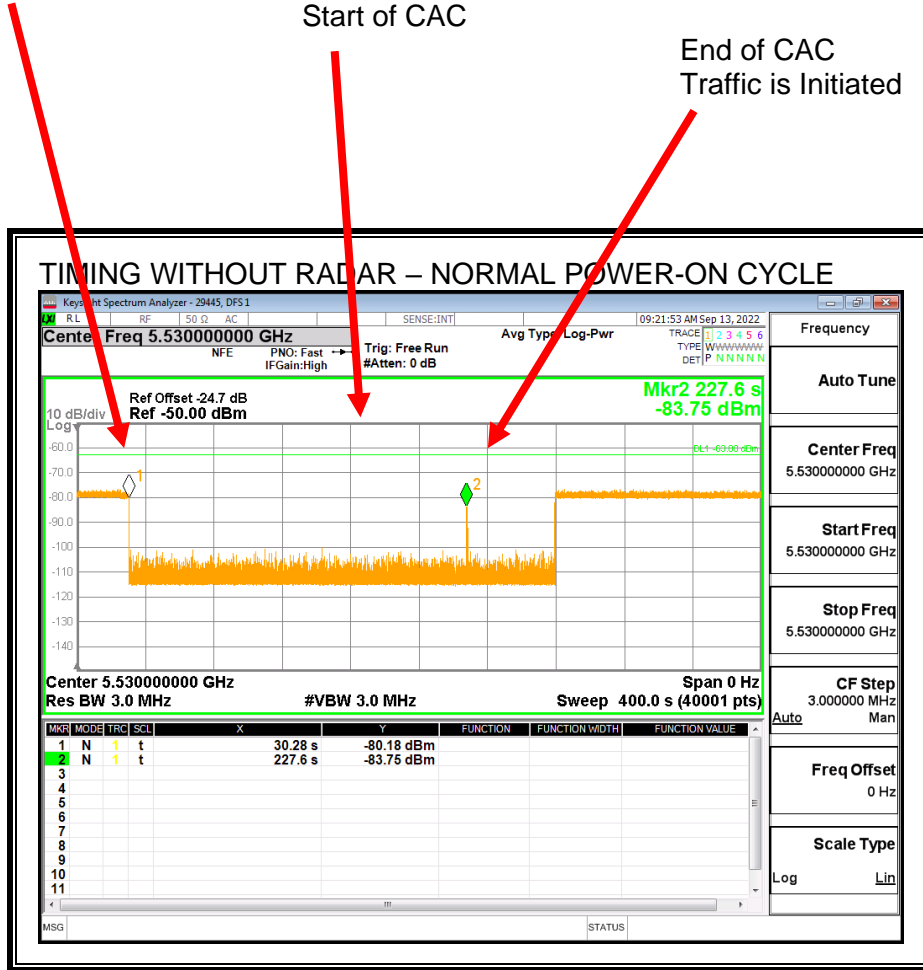 Start of CAC
End of CAC
Traffic is Initiated
TIMING WITHOUT RADAR – NORMAL POWER-ON CYCLE
Keysight Spectrum Analyzer - 29445, DFS 1
LXI RL RF 50 Ω AC SENSE:INT 09:21:53 AM Sep 13, 2022
Center Freq 5.530000000 GHz
NFE
PNO: Fast
IFGain:High
Trig: Free Run
#Atten: 0 dB
Avg Type: Log-Pwr
TRACE 1 2 3 4 5 6
TYPE WWWWWW
DET P N N N N N
Mkr2 227.6 s
-83.75 dBm
Ref Offset -24.7 dB
10 dB/div Ref -50.00 dBm
Log
DL1 -63.00 dBm
-60.0
-70.0
-80.0
-90.0
-100
-110
-120
-130
-140
1
2
Center 5.530000000 GHz Span 0 Hz
Res BW 3.0 MHz #VBW 3.0 MHz Sweep 400.0 s (40001 pts)
MKR MODE TRC SCL X Y FUNCTION FUNCTION WIDTH FUNCTION VALUE
1 N 1 t 30.28 s -80.18 dBm
2 N 1 t 227.6 s -83.75 dBm
3
4
5
6
7
8
9
10
11
MSG STATUS
Frequency
Auto Tune
Center Freq
5.530000000 GHz
Start Freq
5.530000000 GHz
Stop Freq
5.530000000 GHz
CF Step
3.000000 MHz
Auto Man
Freq Offset
0 Hz
Scale Type
Log Lin